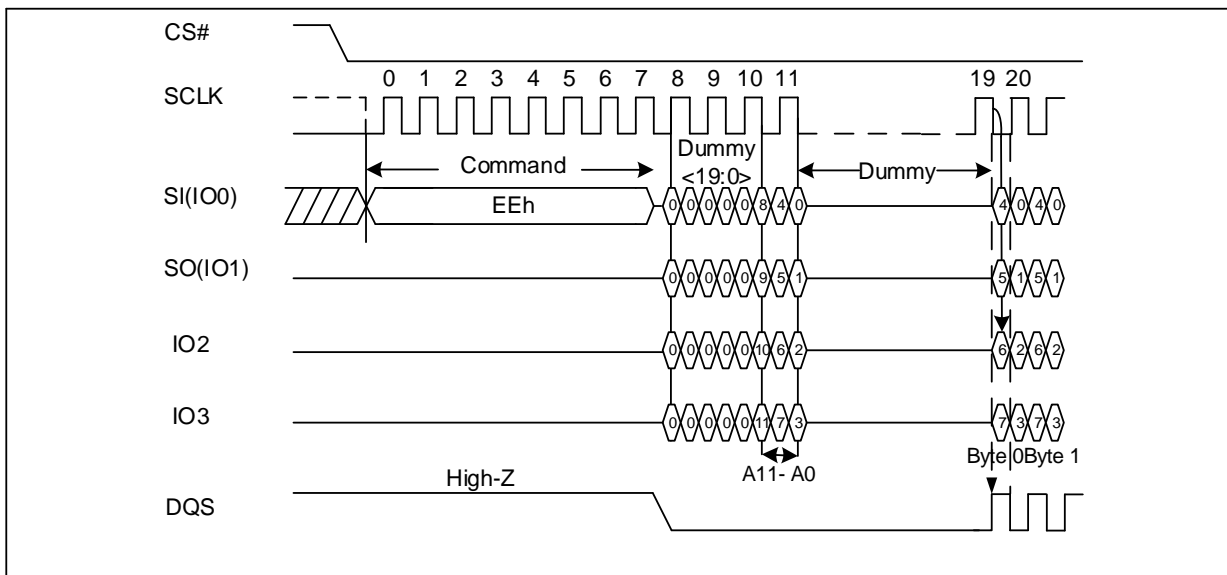 CS#
0 1 2 3 4 5 6 7 8 9 10 11 19 20
SCLK
Command
Dummy
<19:0>
Dummy
SI(IO0)
EEh
0 0 0 0 0 8 4 0 4 0 4 0
SO(IO1)
0 0 0 0 0 9 5 1 5 1 5 1
IO2
0 0 0 0 0 10 6 2 6 2 6 2
IO3
0 0 0 0 0 11 7 3 7 3 7 3
A11- A0
Byte 0 Byte 1
High-Z
DQS